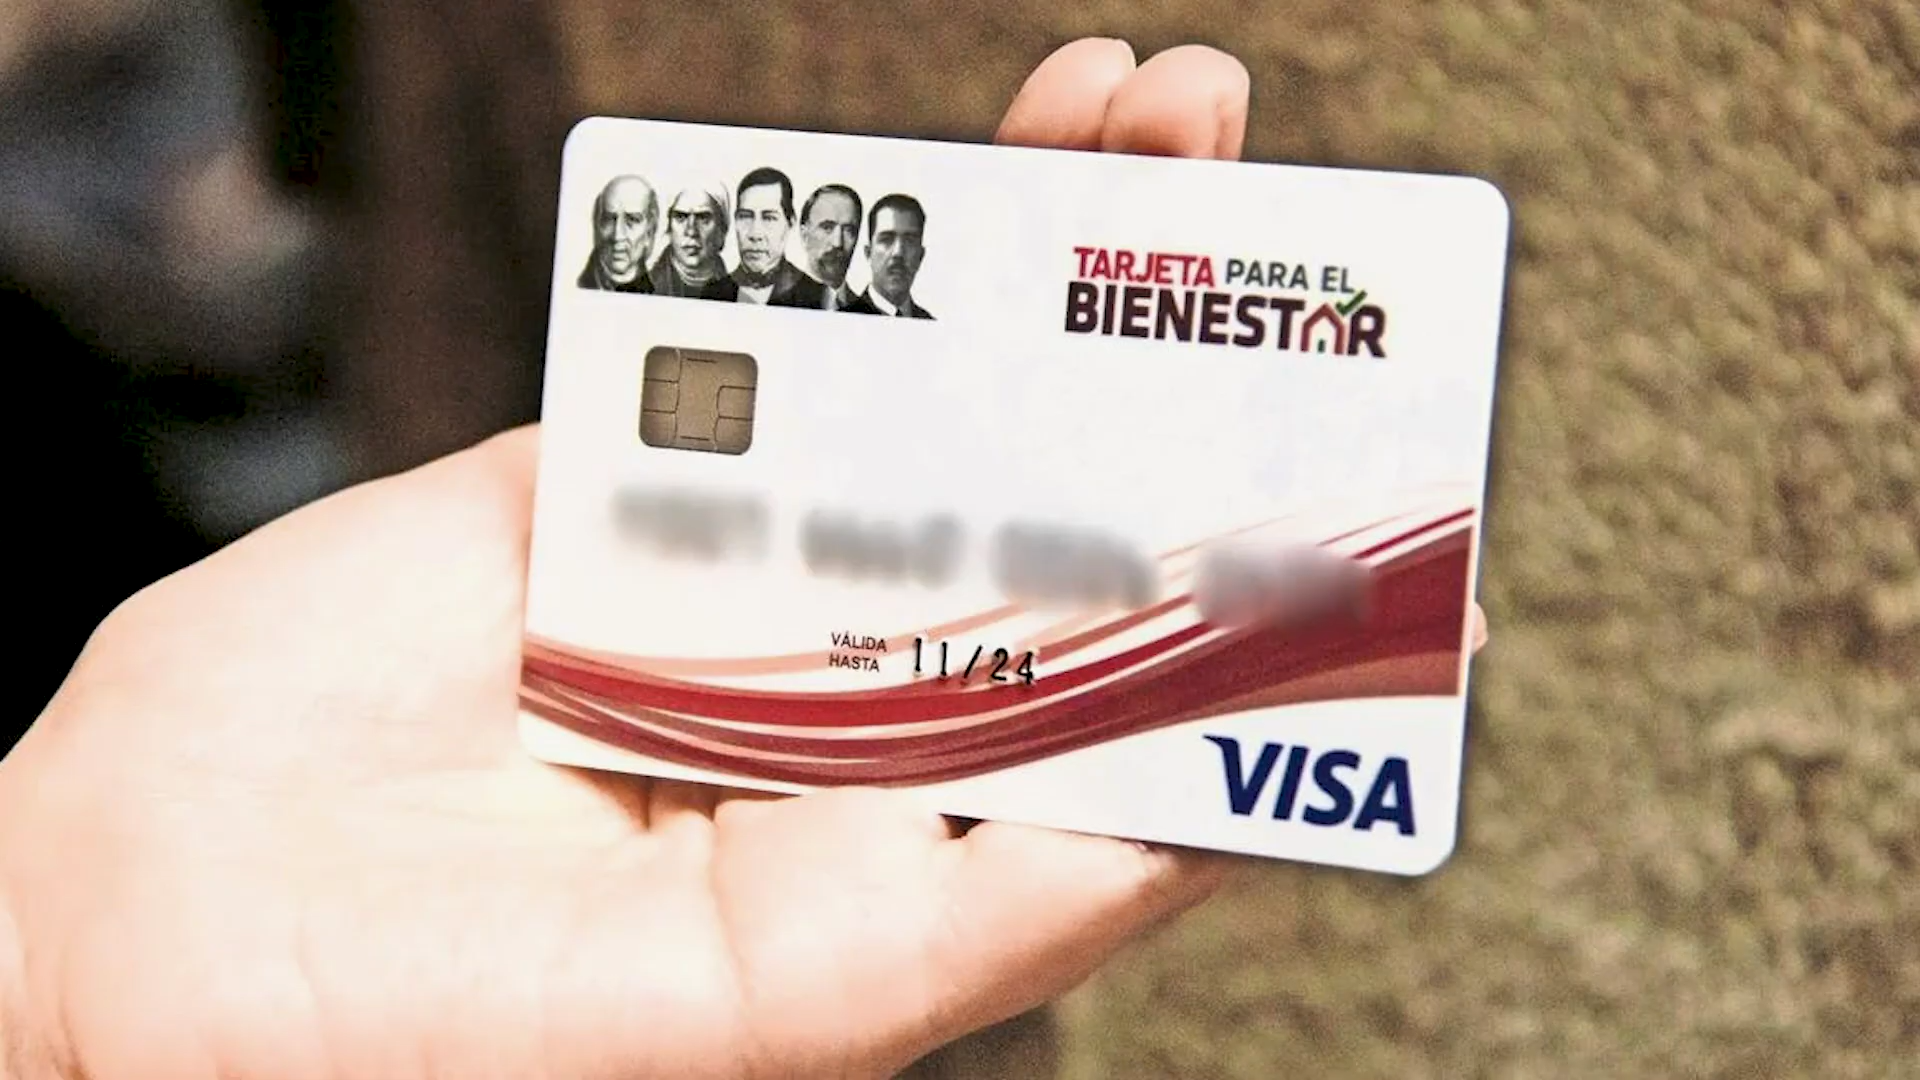 TARJETA PARA EL
BIENESTAR
VÁLIDA
HASTA
11/24
VISA